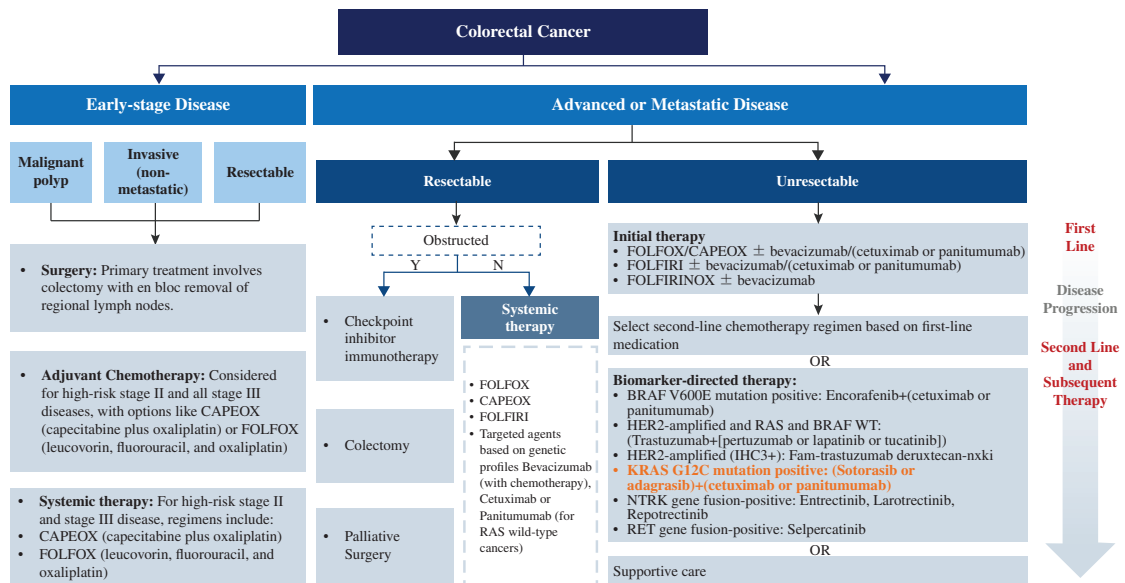 Colorectal Cancer
Early-stage Disease
Advanced or Metastatic Disease
Malignant
polyp
Invasive
(non-
metastatic)
Resectable
• Surgery: Primary treatment involves
colectomy with en bloc removal of
regional lymph nodes.
• Adjuvant Chemotherapy: Considered
for high-risk stage II and all stage III
diseases, with options like CAPEOX
(capecitabine plus oxaliplatin) or FOLFOX
(leucovorin, fluorouracil, and oxaliplatin)
• Systemic therapy: For high-risk stage II
and stage III disease, regimens include:
• CAPEOX (capecitabine plus oxaliplatin)
• FOLFOX (leucovorin, fluorouracil, and
oxaliplatin)
Resectable
Obstructed
Y
N
• Checkpoint
inhibitor
immunotherapy
• Colectomy
• Palliative
Surgery
Systemic
therapy
• FOLFOX
• CAPEOX
• FOLFIRI
• Targeted agents
based on genetic
profiles Bevacizumab
(with chemotherapy),
Cetuximab or
Panitumumab (for
RAS wild-type
cancers)
Unresectable
Initial therapy
• FOLFOX/CAPEOX ± bevacizumab/(cetuximab or panitumumab)
• FOLFIRI ± bevacizumab/(cetuximab or panitumumab)
• FOLFIRINOX ± bevacizumab
Select second-line chemotherapy regimen based on first-line
medication
OR
Biomarker-directed therapy:
• BRAF V600E mutation positive: Encorafenib+(cetuximab or
panitumumab)
• HER2-amplified and RAS and BRAF WT:
(Trastuzumab+[pertuzumab or lapatinib or tucatinib])
• HER2-amplified (IHC3+): Fam-trastuzumab deruxtecan-nxki
• KRAS G12C mutation positive: (Sotorasib or
adagrasib)+(cetuximab or panitumumab)
• NTRK gene fusion-positive: Entrectinib, Larotrectinib,
Repotrectinib
• RET gene fusion-positive: Selpercatinib
OR
Supportive care
First
Line
Disease
Progression
Second Line
and
Subsequent
Therapy